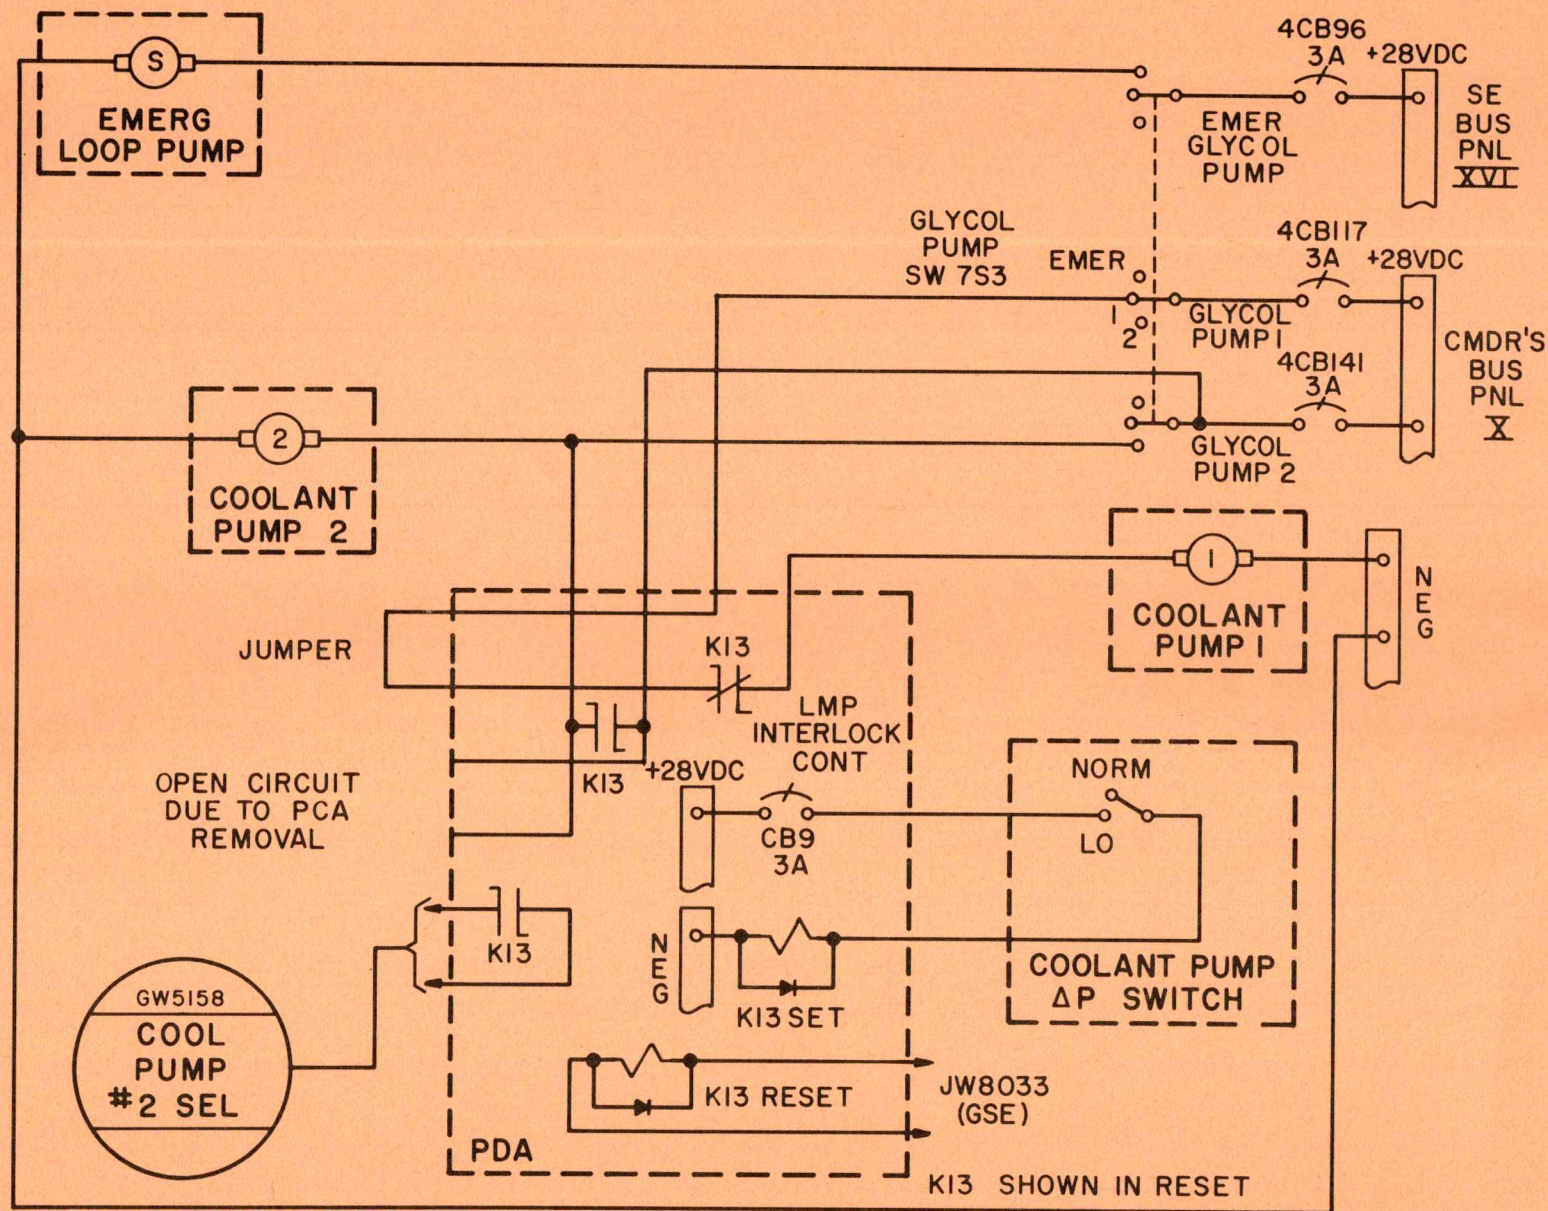 4CB96
3A
+28VDC
S
EMERG
LOOP PUMP
EMER
GLYCOL
PUMP
SE
BUS
PNL
XVI
GLYCOL
PUMP
SW 7S3
EMER
1
2
4CB117
3A
+28VDC
GLYCOL
PUMP 1
4CB141
3A
CMDR'S
BUS
PNL
X
2
COOLANT
PUMP 2
GLYCOL
PUMP 2
1
COOLANT
PUMP 1
NEG
JUMPER
K13
LMP
INTERLOCK
CONT
K13
+28VDC
CB9
3A
NORM
LO
OPEN CIRCUIT
DUE TO PCA
REMOVAL
K13
NEG
K13 SET
COOLANT PUMP
ΔP SWITCH
GW5158
COOL
PUMP
#2 SEL
K13 RESET
JW8033
(GSE)
PDA
K13 SHOWN IN RESET